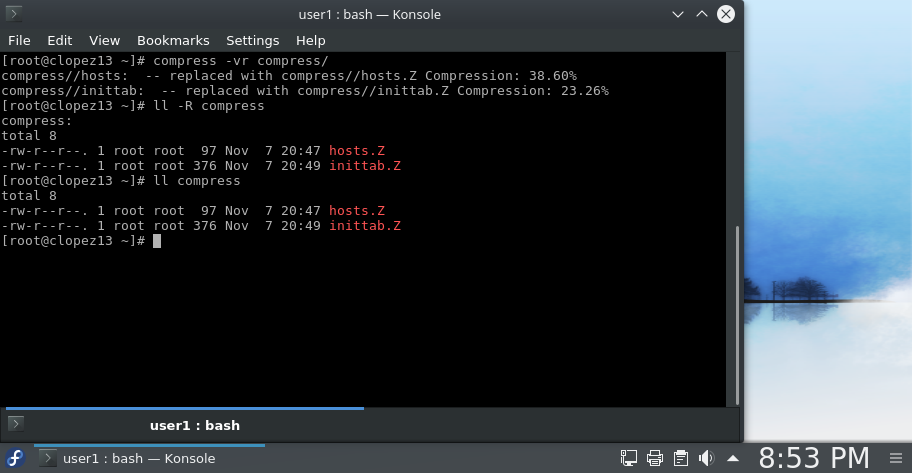 user1 : bash — Konsole
File Edit View Bookmarks Settings Help
[root@clopez13 ~]# compress -vr compress/
compress//hosts:  -- replaced with compress//hosts.Z Compression: 38.60%
compress//inittab:  -- replaced with compress//inittab.Z Compression: 23.26%
[root@clopez13 ~]# ll -R compress
compress:
total 8
-rw-r--r--. 1 root root  97 Nov  7 20:47 hosts.Z
-rw-r--r--. 1 root root 376 Nov  7 20:49 inittab.Z
[root@clopez13 ~]# ll compress
total 8
-rw-r--r--. 1 root root  97 Nov  7 20:47 hosts.Z
-rw-r--r--. 1 root root 376 Nov  7 20:49 inittab.Z
[root@clopez13 ~]#
user1 : bash
user1 : bash — Konsole
8:53 PM